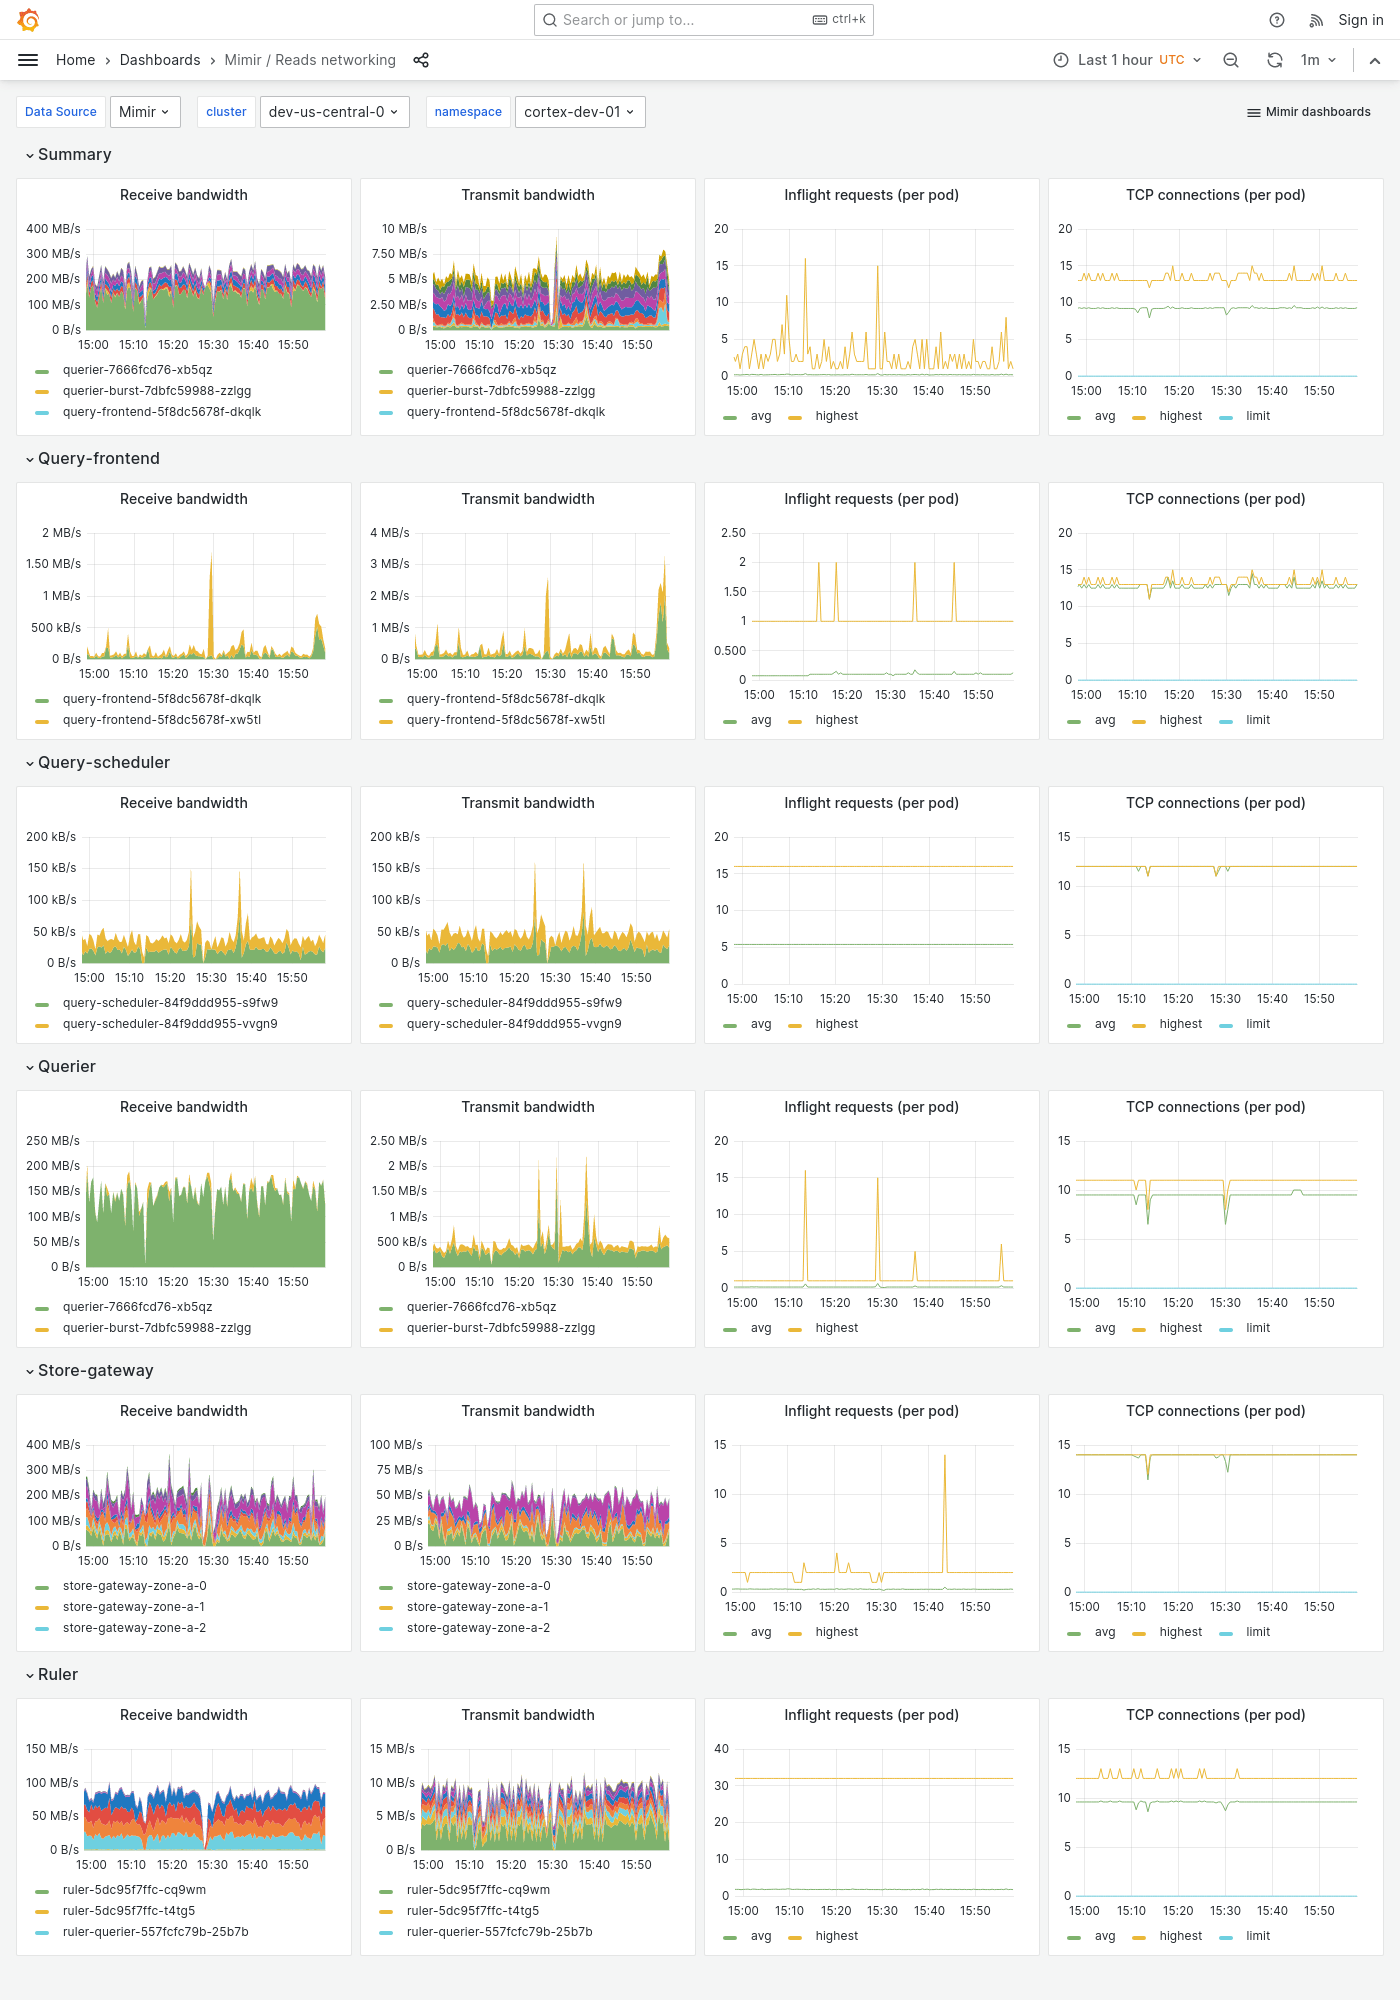 Search or jump to... ctrl+k Sign in
Home > Dashboards > Mimir / Reads networking Last 1 hour UTC 1m
Data Source Mimir cluster dev-us-central-0 namespace cortex-dev-01 Mimir dashboards
Summary
Receive bandwidth
400 MB/s
300 MB/s
200 MB/s
100 MB/s
0 B/s
15:00 15:10 15:20 15:30 15:40 15:50
querier-7666fcd76-xb5qz
querier-burst-7dbfc59988-zzlgg
query-frontend-5f8dc5678f-dkqlk
Transmit bandwidth
10 MB/s
7.50 MB/s
5 MB/s
2.50 MB/s
0 B/s
15:00 15:10 15:20 15:30 15:40 15:50
querier-7666fcd76-xb5qz
querier-burst-7dbfc59988-zzlgg
query-frontend-5f8dc5678f-dkqlk
Inflight requests (per pod)
20
15
10
5
0
15:00 15:10 15:20 15:30 15:40 15:50
avg highest
TCP connections (per pod)
20
15
10
5
0
15:00 15:10 15:20 15:30 15:40 15:50
avg highest limit
Query-frontend
Receive bandwidth
2 MB/s
1.50 MB/s
1 MB/s
500 kB/s
0 B/s
15:00 15:10 15:20 15:30 15:40 15:50
query-frontend-5f8dc5678f-dkqlk
query-frontend-5f8dc5678f-xw5tl
Transmit bandwidth
4 MB/s
3 MB/s
2 MB/s
1 MB/s
0 B/s
15:00 15:10 15:20 15:30 15:40 15:50
query-frontend-5f8dc5678f-dkqlk
query-frontend-5f8dc5678f-xw5tl
Inflight requests (per pod)
2.50
2
1.50
1
0.500
0
15:00 15:10 15:20 15:30 15:40 15:50
avg highest
TCP connections (per pod)
20
15
10
5
0
15:00 15:10 15:20 15:30 15:40 15:50
avg highest limit
Query-scheduler
Receive bandwidth
200 kB/s
150 kB/s
100 kB/s
50 kB/s
0 B/s
15:00 15:10 15:20 15:30 15:40 15:50
query-scheduler-84f9ddd955-s9fw9
query-scheduler-84f9ddd955-vvgn9
Transmit bandwidth
200 kB/s
150 kB/s
100 kB/s
50 kB/s
0 B/s
15:00 15:10 15:20 15:30 15:40 15:50
query-scheduler-84f9ddd955-s9fw9
query-scheduler-84f9ddd955-vvgn9
Inflight requests (per pod)
20
15
10
5
0
15:00 15:10 15:20 15:30 15:40 15:50
avg highest
TCP connections (per pod)
15
10
5
0
15:00 15:10 15:20 15:30 15:40 15:50
avg highest limit
Querier
Receive bandwidth
250 MB/s
200 MB/s
150 MB/s
100 MB/s
50 MB/s
0 B/s
15:00 15:10 15:20 15:30 15:40 15:50
querier-7666fcd76-xb5qz
querier-burst-7dbfc59988-zzlgg
Transmit bandwidth
2.50 MB/s
2 MB/s
1.50 MB/s
1 MB/s
500 kB/s
0 B/s
15:00 15:10 15:20 15:30 15:40 15:50
querier-7666fcd76-xb5qz
querier-burst-7dbfc59988-zzlgg
Inflight requests (per pod)
20
15
10
5
0
15:00 15:10 15:20 15:30 15:40 15:50
avg highest
TCP connections (per pod)
15
10
5
0
15:00 15:10 15:20 15:30 15:40 15:50
avg highest limit
Store-gateway
Receive bandwidth
400 MB/s
300 MB/s
200 MB/s
100 MB/s
0 B/s
15:00 15:10 15:20 15:30 15:40 15:50
store-gateway-zone-a-0
store-gateway-zone-a-1
store-gateway-zone-a-2
Transmit bandwidth
100 MB/s
75 MB/s
50 MB/s
25 MB/s
0 B/s
15:00 15:10 15:20 15:30 15:40 15:50
store-gateway-zone-a-0
store-gateway-zone-a-1
store-gateway-zone-a-2
Inflight requests (per pod)
15
10
5
0
15:00 15:10 15:20 15:30 15:40 15:50
avg highest
TCP connections (per pod)
15
10
5
0
15:00 15:10 15:20 15:30 15:40 15:50
avg highest limit
Ruler
Receive bandwidth
150 MB/s
100 MB/s
50 MB/s
0 B/s
15:00 15:10 15:20 15:30 15:40 15:50
ruler-5dc95f7ffc-cq9wm
ruler-5dc95f7ffc-t4tg5
ruler-querier-557fcfc79b-25b7b
Transmit bandwidth
15 MB/s
10 MB/s
5 MB/s
0 B/s
15:00 15:10 15:20 15:30 15:40 15:50
ruler-5dc95f7ffc-cq9wm
ruler-5dc95f7ffc-t4tg5
ruler-querier-557fcfc79b-25b7b
Inflight requests (per pod)
40
30
20
10
0
15:00 15:10 15:20 15:30 15:40 15:50
avg highest
TCP connections (per pod)
15
10
5
0
15:00 15:10 15:20 15:30 15:40 15:50
avg highest limit